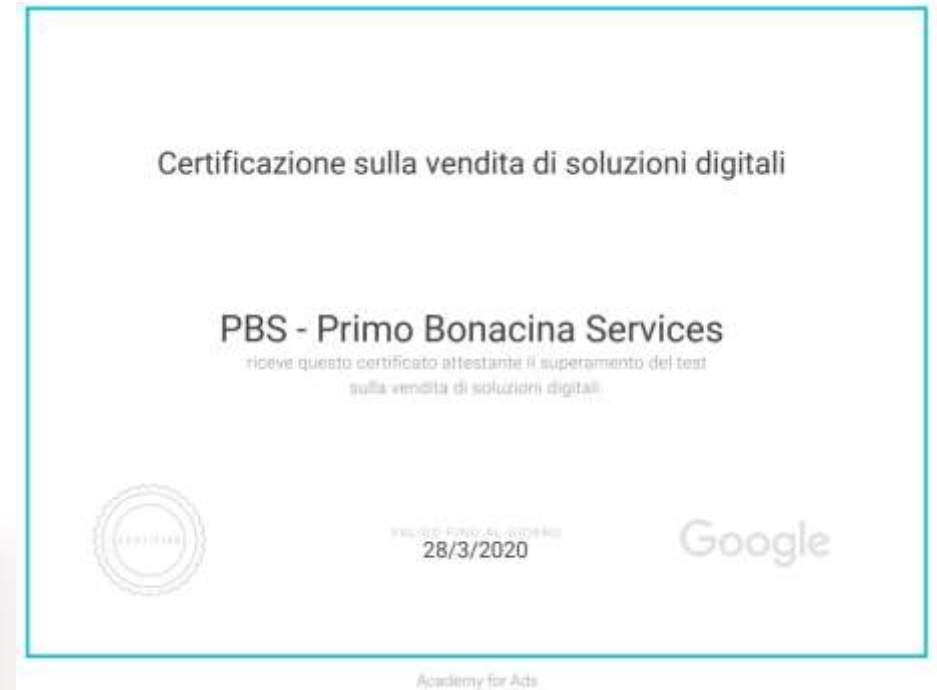 Certificazione sulla vendita di soluzioni digitali
PBS - Primo Bonacina Services
riceve questo certificato attestante il superamento del test
sulla vendita di soluzioni digitali.
CERTIFIED
VALIDO FINO AL GIORNO
28/3/2020
Google
Academy for Ads